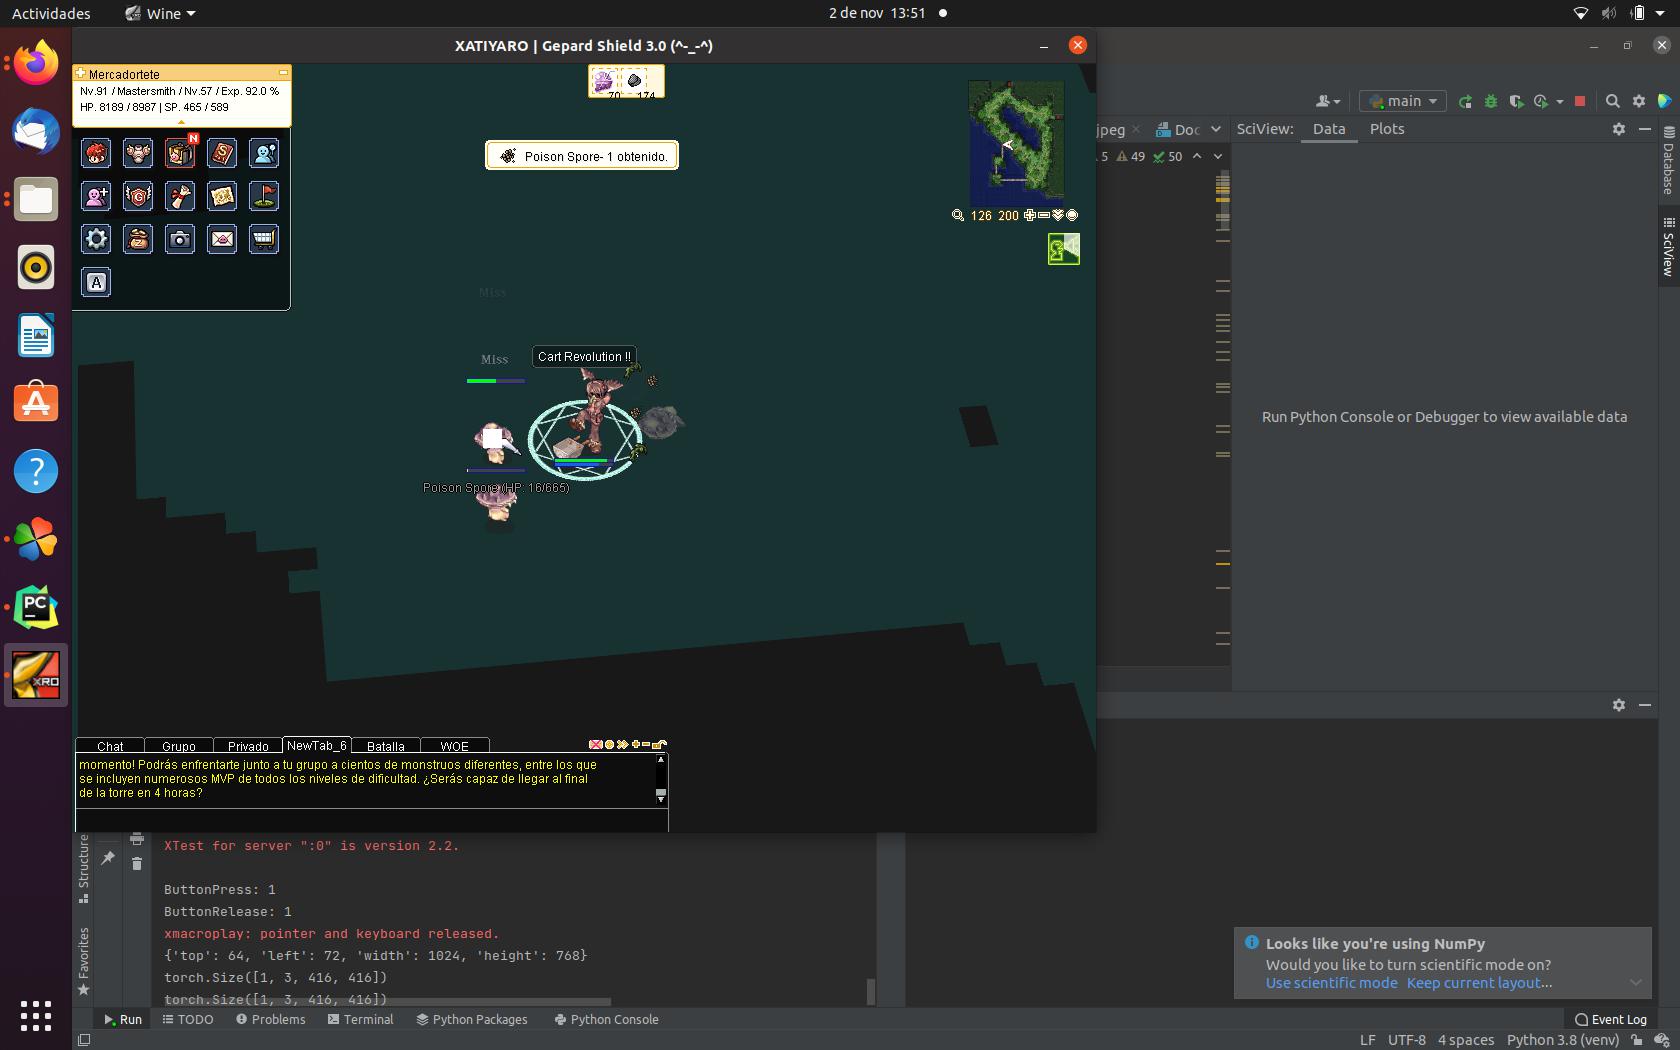 Actividades
Wine
2 de nov 13:51
XATIYARO | Gepard Shield 3.0 (^-_-^)
Mercadortete
Nv.91 / Mastersmith / Nv.57 / Exp. 92.0 %
HP. 8189 / 8987 | SP. 465 / 589
N
A
70
174
Poison Spore- 1 obtenido.
126 200
Miss
Miss
Cart Revolution !!
Poison Spore (HP: 16/665)
Chat
Grupo
Privado
NewTab_6
Batalla
WOE
momento! Podrás enfrentarte junto a tu grupo a cientos de monstruos diferentes, entre los que
se incluyen numerosos MVP de todos los niveles de dificultad. ¿Serás capaz de llegar al final
de la torre en 4 horas?
main
jpeg
Doc
5
49
50
SciView:
Data
Plots
Database
SciView
Run Python Console or Debugger to view available data
PC
XRO
Structure
Favorites
XTest for server ":0" is version 2.2.
ButtonPress: 1
ButtonRelease: 1
xmacroplay: pointer and keyboard released.
{'top': 64, 'left': 72, 'width': 1024, 'height': 768}
torch.Size([1, 3, 416, 416])
torch.Size([1, 3, 416, 416])
Looks like you're using NumPy
Would you like to turn scientific mode on?
Use scientific mode Keep current layout...
Run
TODO
Problems
Terminal
Python Packages
Python Console
Event Log
LF UTF-8 4 spaces Python 3.8 (venv)